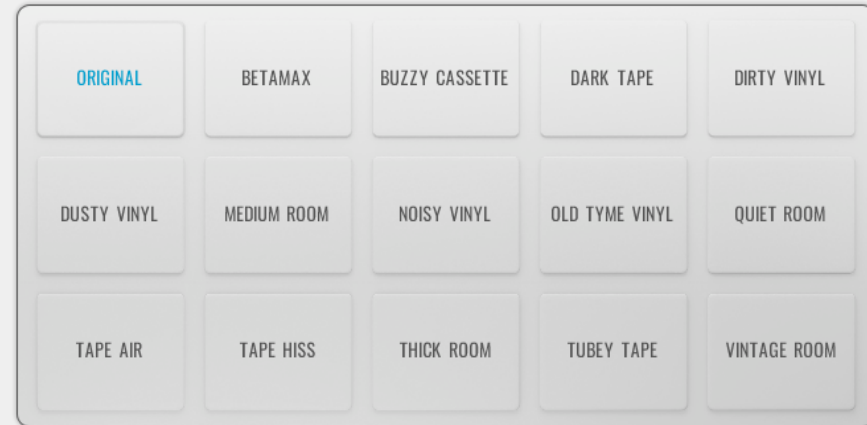 ORIGINAL
BETAMAX
BUZZY CASSETTE
DARK TAPE
DIRTY VINYL
DUSTY VINYL
MEDIUM ROOM
NOISY VINYL
OLD TYME VINYL
QUIET ROOM
TAPE AIR
TAPE HISS
THICK ROOM
TUBEY TAPE
VINTAGE ROOM